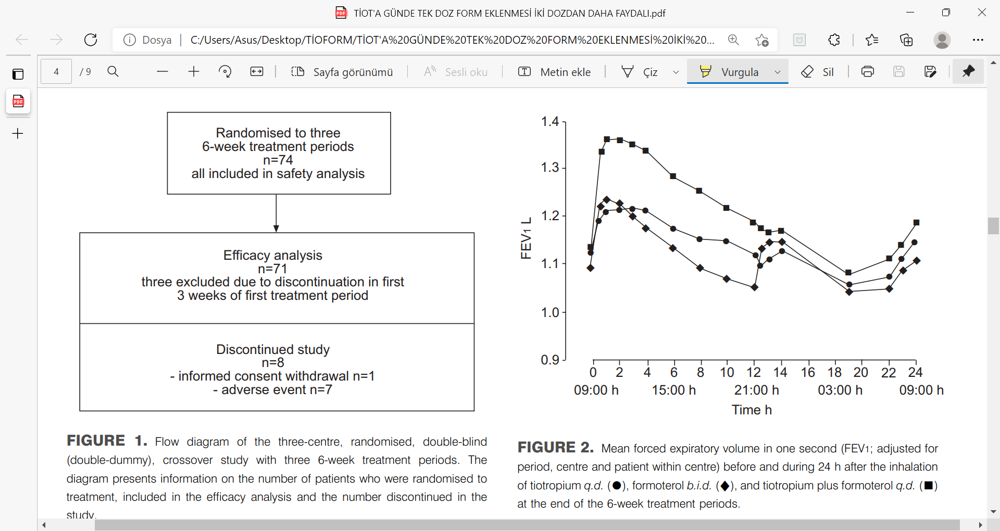 TİOT'A GÜNDE TEK DOZ FORM EKLENMESİ İKİ DOZDAN DAHA FAYDALI.pdf
Dosya
C:/Users/Asus/Desktop/TİOFORM/TİOT'A%20GÜNDE%20TEK%20DOZ%20FORM%20EKLENMESİ%20İKİ%20...
4 / 9
Sayfa görünümü
Sesli oku
Metin ekle
Çiz
Vurgula
Sil
Randomised to three
6-week treatment periods
n=74
all included in safety analysis
Efficacy analysis
n=71
three excluded due to discontinuation in first
3 weeks of first treatment period
Discontinued study
n=8
- informed consent withdrawal n=1
- adverse event n=7
FIGURE 1. Flow diagram of the three-centre, randomised, double-blind
(double-dummy), crossover study with three 6-week treatment periods. The
diagram presents information on the number of patients who were randomised to
treatment, included in the efficacy analysis and the number discontinued in the
study.
1.4
1.3
1.2
1.1
1.0
0.9
FEV1 L
0 2 4 6 8 10 12 14 16 18 20 22 24
09:00 h 15:00 h 21:00 h 03:00 h 09:00 h
Time h
FIGURE 2. Mean forced expiratory volume in one second (FEV1; adjusted for
period, centre and patient within centre) before and during 24 h after the inhalation
of tiotropium q.d. (●), formoterol b.i.d. (♦), and tiotropium plus formoterol q.d. (■)
at the end of the 6-week treatment periods.